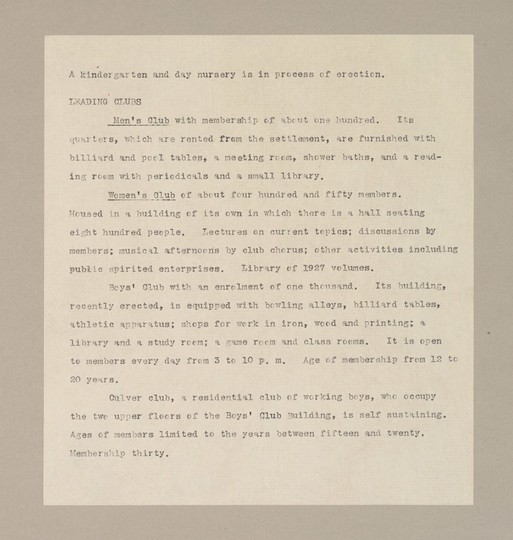 A kindergarten and day nursery is in process of erection.
LEADING CLUBS
Men's Club with membership of about one hundred. Its
quarters, which are rented from the settlement, are furnished with
billiard and pool tables, a meeting room, shower baths, and a read-
ing room with periodicals and a small library.
Women's Club of about four hundred and fifty members.
Housed in a building of its own in which there is a hall seating
eight hundred people. Lectures on current topics; discussions by
members; musical afternoons by club chorus; other activities including
public spirited enterprises. Library of 1927 volumes.
Boys' Club with an enrolment of one thousand. Its building,
recently erected, is equipped with bowling alleys, billiard tables,
athletic apparatus; shops for work in iron, wood and printing; a
library and a study room; a game room and class rooms. It is open
to members every day from 3 to 10 p. m. Age of membership from 12 to
20 years.
Culver club, a residential club of working boys, who occupy
the two upper floors of the Boys' Club Building, is self sustaining.
Ages of members limited to the years between fifteen and twenty.
Membership thirty.